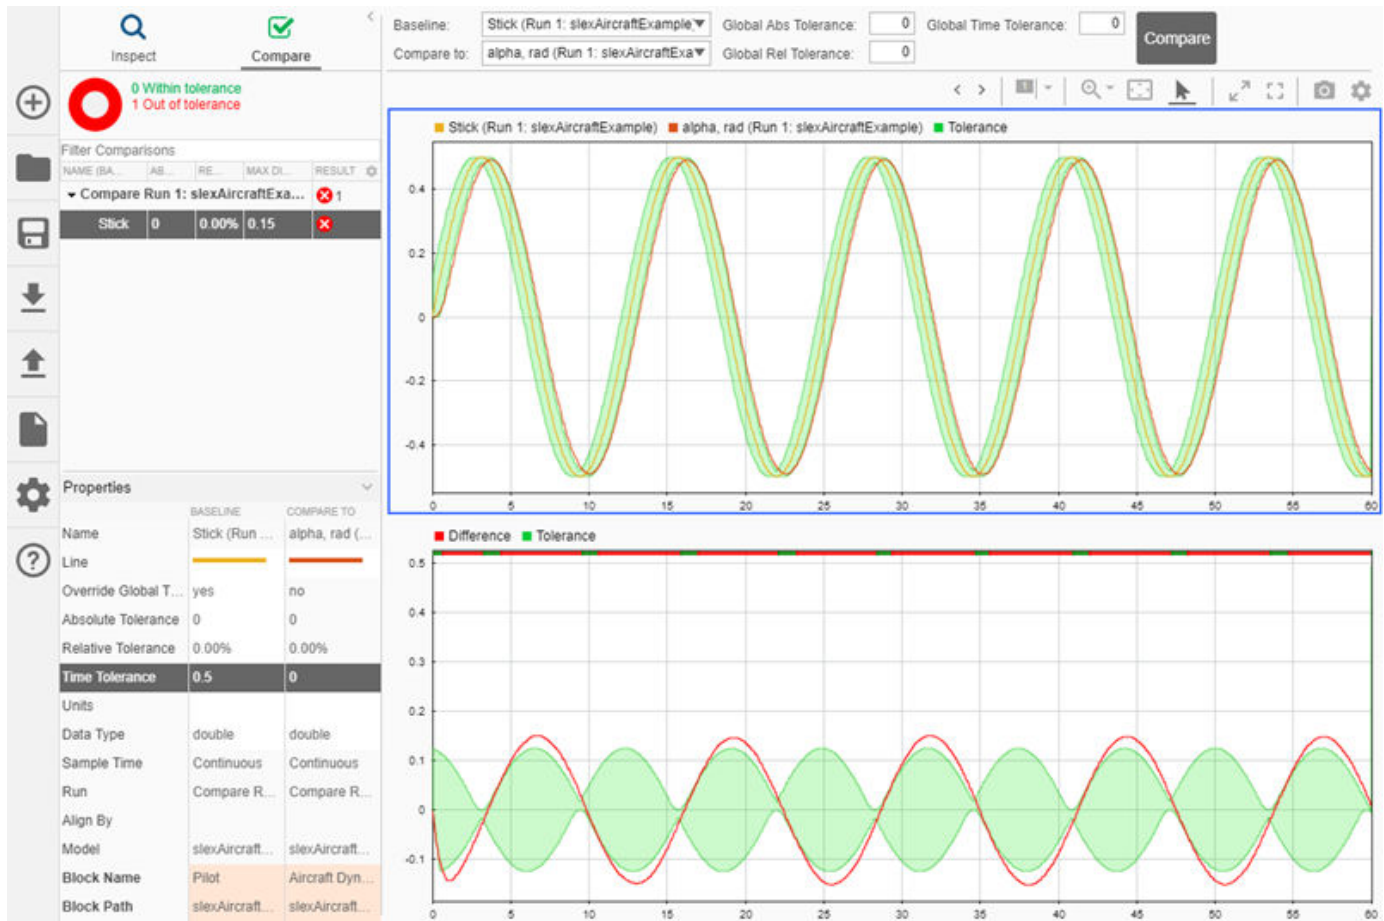 Inspect
Compare
0 Within tolerance
1 Out of tolerance
Filter Comparisons
NAME (BA... AB... RE... MAX DI... RESULT
Compare Run 1: slexAircraftExa... 1
Stick 0 0.00% 0.15
Properties
BASELINE COMPARE TO
Name Stick (Run ... alpha, rad (...
Line
Override Global T... yes no
Absolute Tolerance 0 0
Relative Tolerance 0.00% 0.00%
Time Tolerance 0.5 0
Units
Data Type double double
Sample Time Continuous Continuous
Run Compare R... Compare R...
Align By
Model slexAircraft... slexAircraft...
Block Name Pilot Aircraft Dyn...
Block Path slexAircraft... slexAircraft...
Baseline: Stick (Run 1: slexAircraftExample) Global Abs Tolerance: 0 Global Time Tolerance: 0
Compare to: alpha, rad (Run 1: slexAircraftExa Global Rel Tolerance: 0
Compare
1
Stick (Run 1: slexAircraftExample) alpha, rad (Run 1: slexAircraftExample) Tolerance
0.4
0.2
0
-0.2
-0.4
0 5 10 15 20 25 30 35 40 45 50 55 60
Difference Tolerance
0.5
0.4
0.3
0.2
0.1
0
-0.1
0 5 10 15 20 25 30 35 40 45 50 55 60